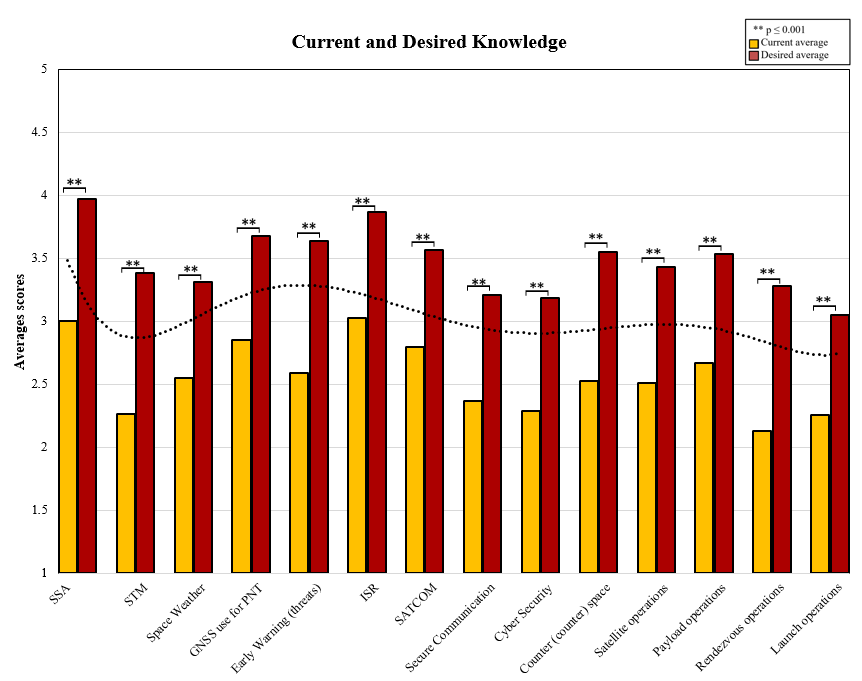 ** p ≤ 0.001
Current average
Desired average
Current and Desired Knowledge
5
4.5
4
3.5
3
2.5
2
1.5
1
Averages scores
**
**
**
**
**
**
**
**
**
**
**
**
**
**
SSA
STM
Space Weather
GNSS use for PNT
Early Warning (threats)
ISR
SATCOM
Secure Communication
Cyber Security
Counter (counter) space
Satellite operations
Payload operations
Rendezvous operations
Launch operations